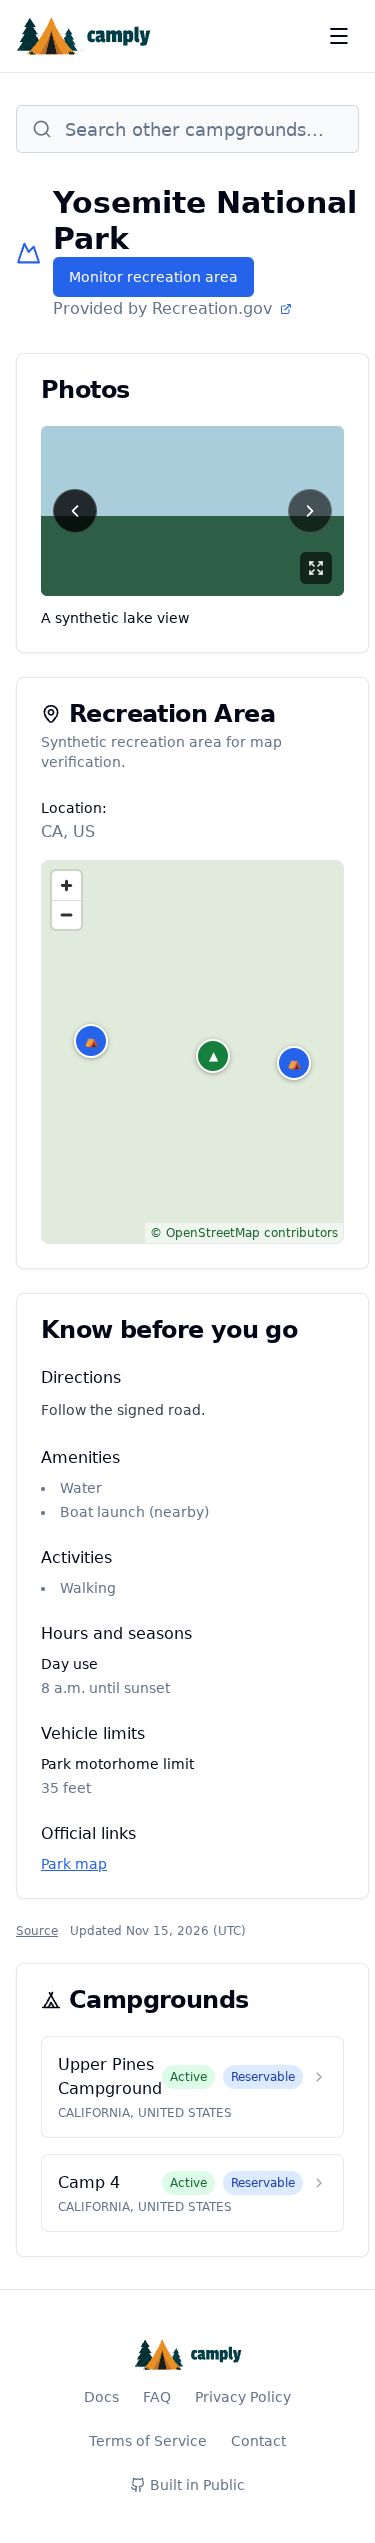 camply
Search other campgrounds...
Yosemite National
Park
Monitor recreation area
Provided by Recreation.gov
Photos
A synthetic lake view
Recreation Area
Synthetic recreation area for map
verification.
Location:
CA, US
© OpenStreetMap contributors
Know before you go
Directions
Follow the signed road.
Amenities
• Water
• Boat launch (nearby)
Activities
• Walking
Hours and seasons
Day use
8 a.m. until sunset
Vehicle limits
Park motorhome limit
35 feet
Official links
Park map
Source Updated Nov 15, 2026 (UTC)
Campgrounds
Upper Pines
Campground
Active Reservable
CALIFORNIA, UNITED STATES
Camp 4 Active Reservable
CALIFORNIA, UNITED STATES
camply
Docs FAQ Privacy Policy
Terms of Service Contact
Built in Public